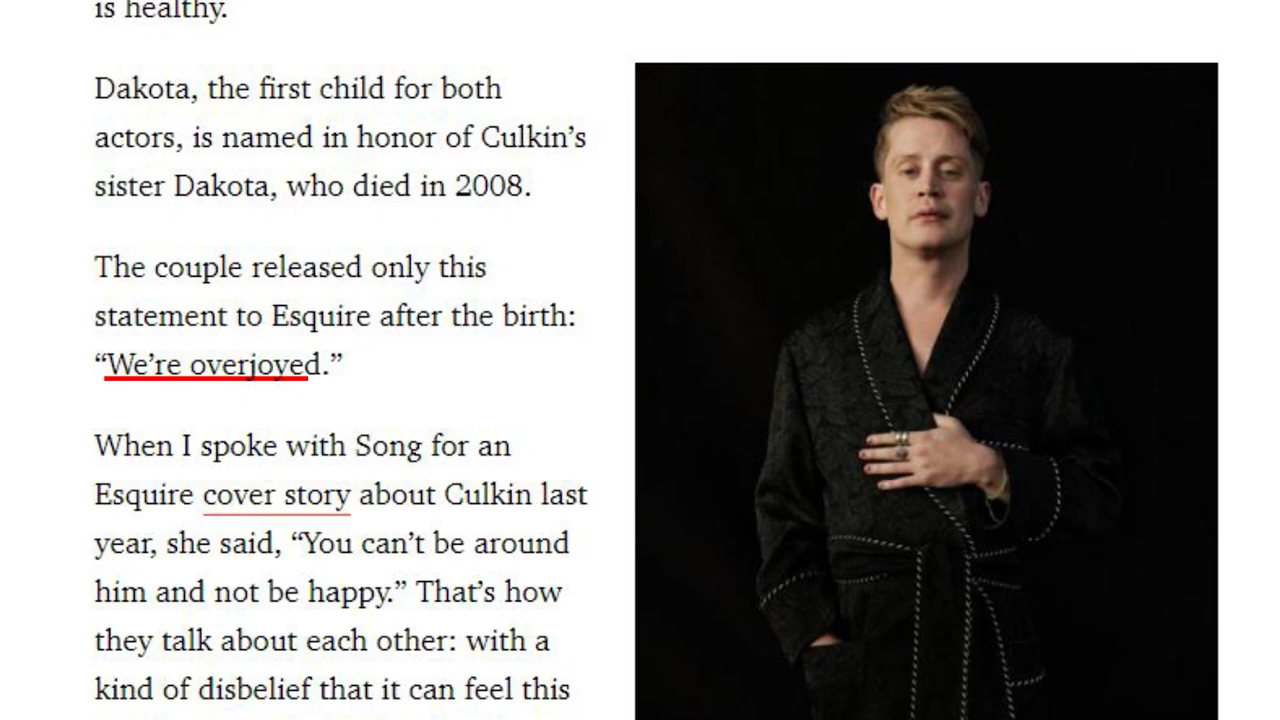 is healthy.
Dakota, the first child for both
actors, is named in honor of Culkin’s
sister Dakota, who died in 2008.
The couple released only this
statement to Esquire after the birth:
“We’re overjoyed.”
When I spoke with Song for an
Esquire cover story about Culkin last
year, she said, “You can’t be around
him and not be happy.” That’s how
they talk about each other: with a
kind of disbelief that it can feel this